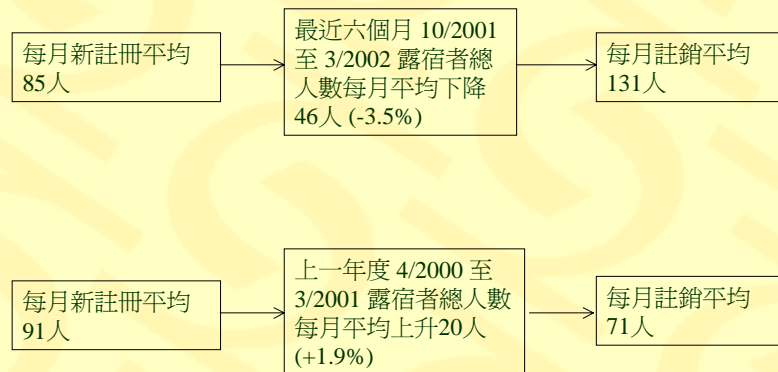 每月新註冊平均
85人
最近六個月 10/2001
至 3/2002 露宿者總
人數每月平均下降
46人 (-3.5%)
每月註銷平均
131人
每月新註冊平均
91人
上一年度 4/2000 至
3/2001 露宿者總人數
每月平均上升20人
(+1.9%)
每月註銷平均
71人